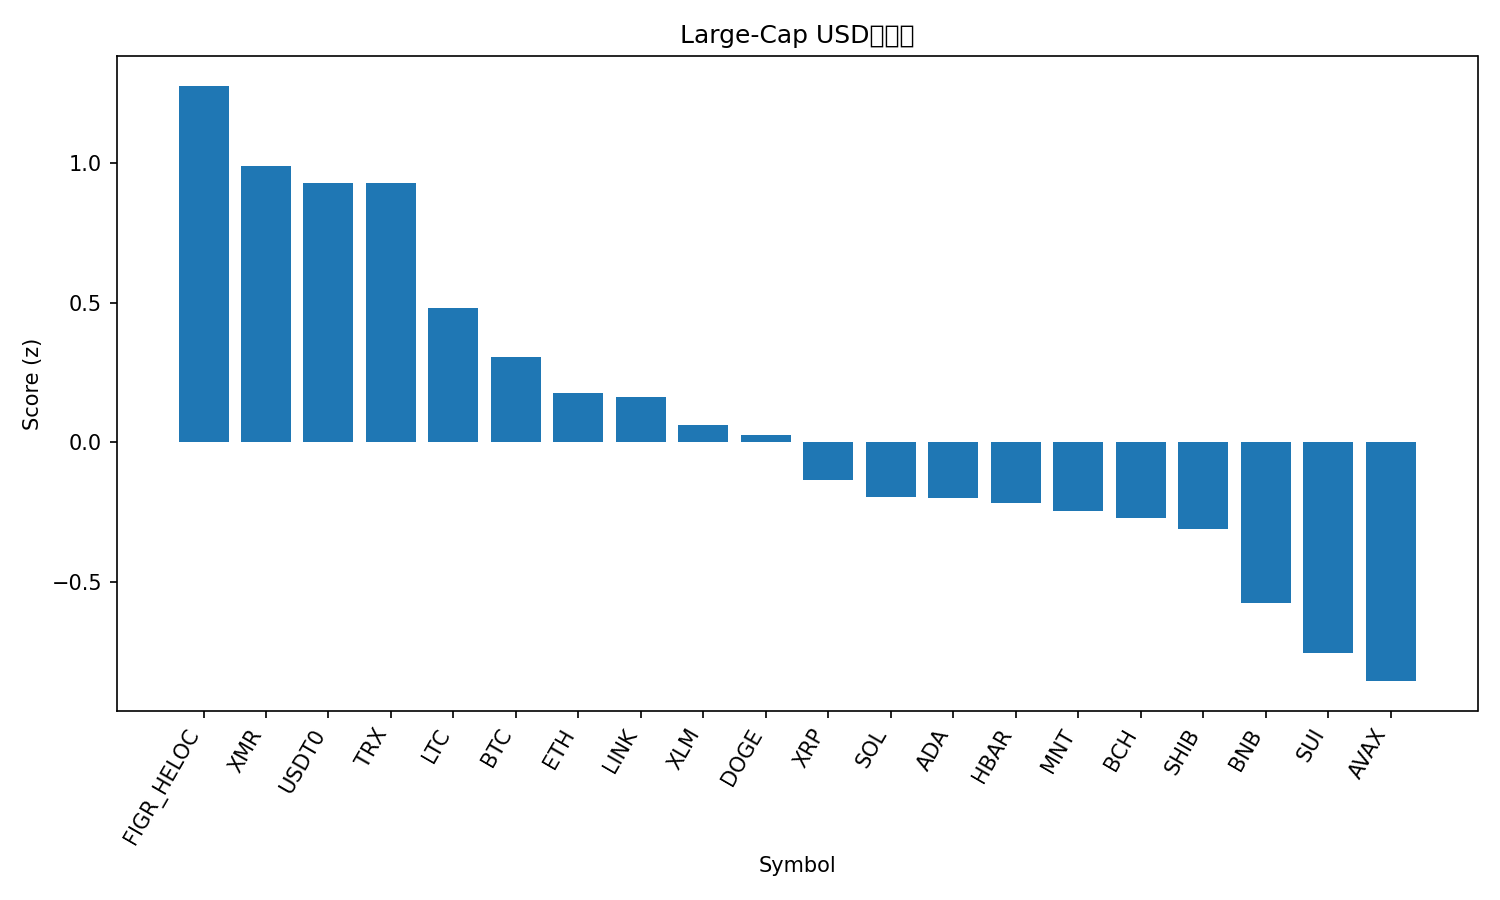 Large-Cap USD
1.0
0.5
0.0
−0.5
Score (z)
FIGR_HELOC
XMR
USDT0
TRX
LTC
BTC
ETH
LINK
XLM
DOGE
XRP
SOL
ADA
HBAR
MNT
BCH
SHIB
BNB
SUI
AVAX
Symbol